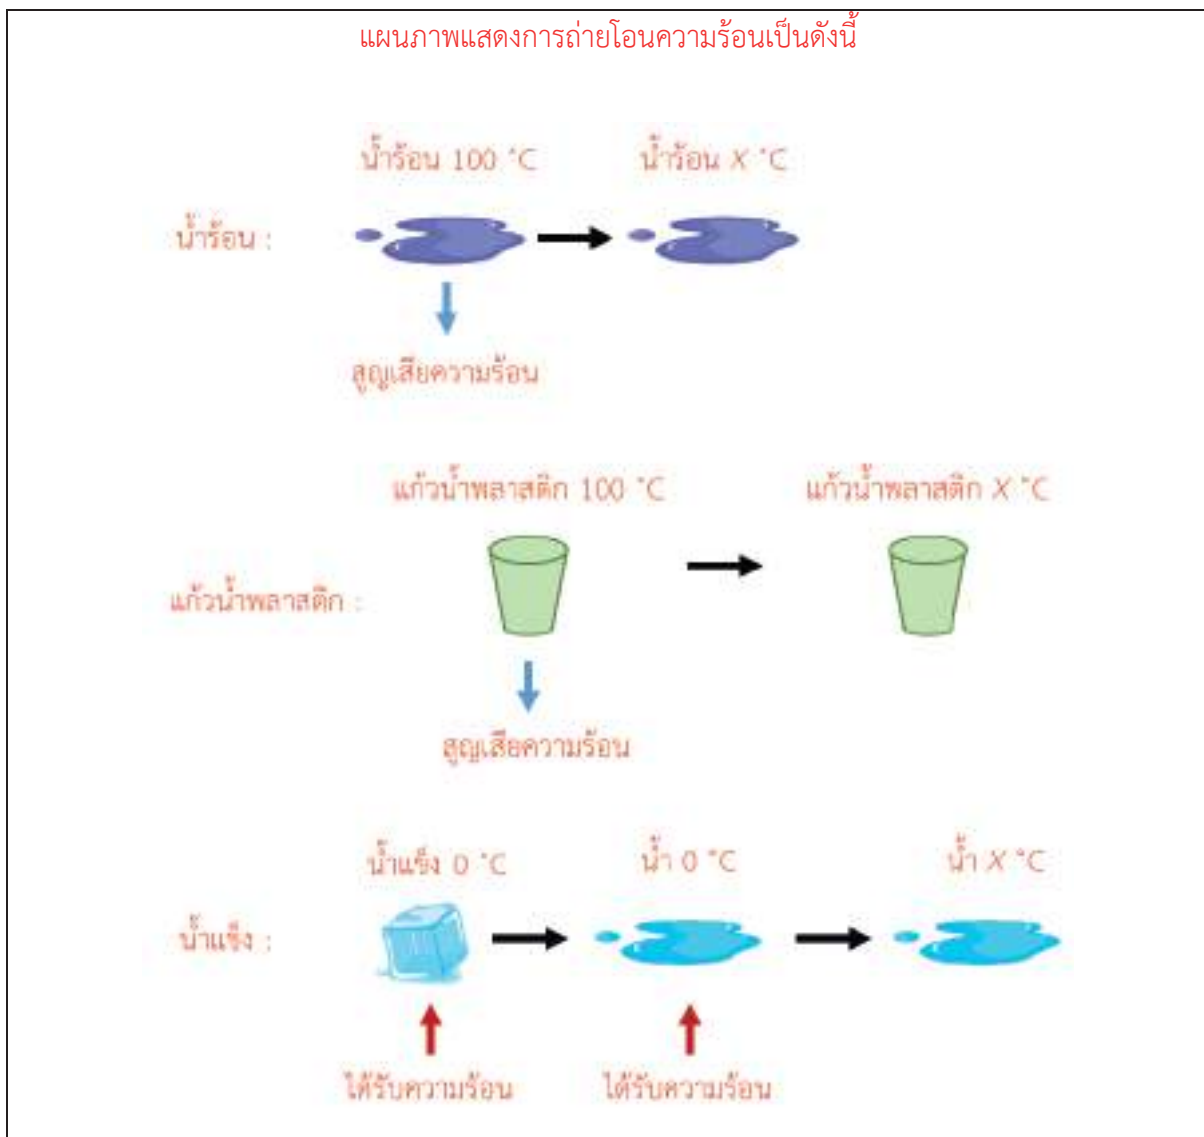 แผนภาพแสดงการถ่ายโอนความร้อนเป็นดังนี้
น้ำร้อน 100 °C
น้ำร้อน X °C
น้ำร้อน :
สูญเสียความร้อน
แก้วน้ำพลาสติก 100 °C
แก้วน้ำพลาสติก X °C
แก้วน้ำพลาสติก :
สูญเสียความร้อน
น้ำแข็ง 0 °C
น้ำ 0 °C
น้ำ X °C
น้ำแข็ง :
ได้รับความร้อน
ได้รับความร้อน